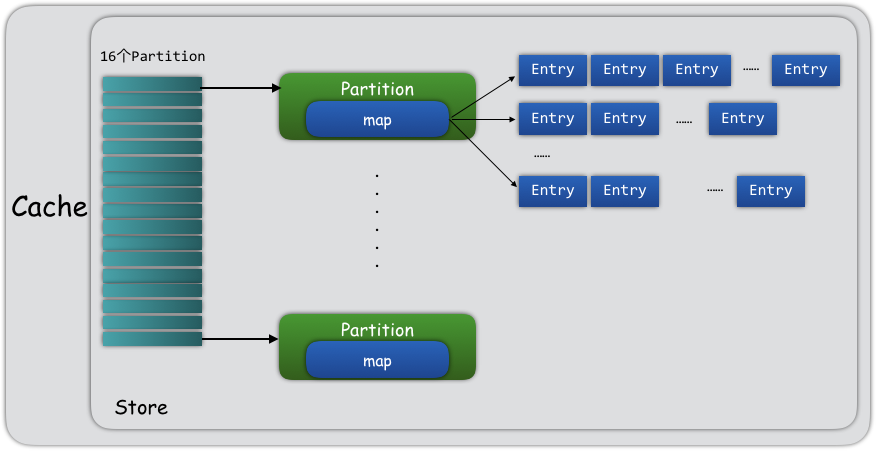 16个Partition
Partition
map
Entry Entry Entry ...... Entry
Entry Entry ...... Entry
......
Entry Entry ...... Entry
Cache
Partition
map
Store